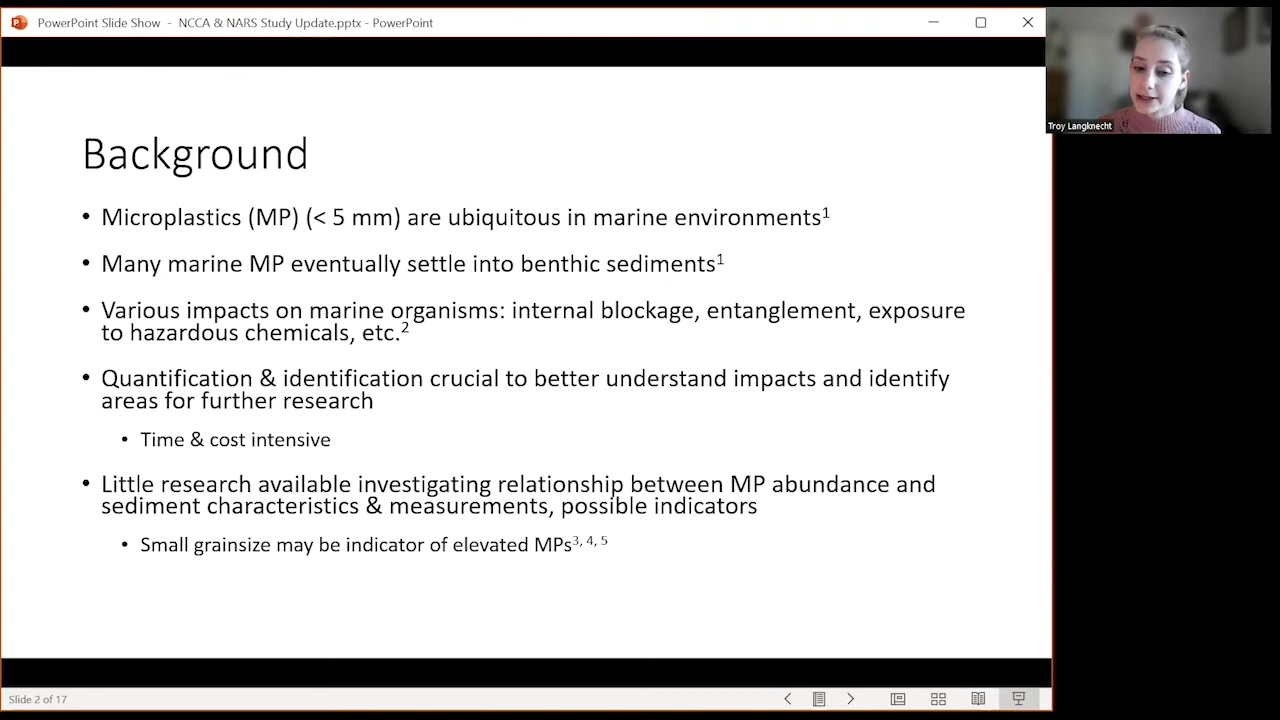 PowerPoint Slide Show - NCCA & NARS Study Update.pptx - PowerPoint
Troy Langknecht
Background
• Microplastics (MP) (< 5 mm) are ubiquitous in marine environments1
• Many marine MP eventually settle into benthic sediments1
• Various impacts on marine organisms: internal blockage, entanglement, exposure
to hazardous chemicals, etc.2
• Quantification & identification crucial to better understand impacts and identify
areas for further research
• Time & cost intensive
• Little research available investigating relationship between MP abundance and
sediment characteristics & measurements, possible indicators
• Small grainsize may be indicator of elevated MPs3, 4, 5
Slide 2 of 17